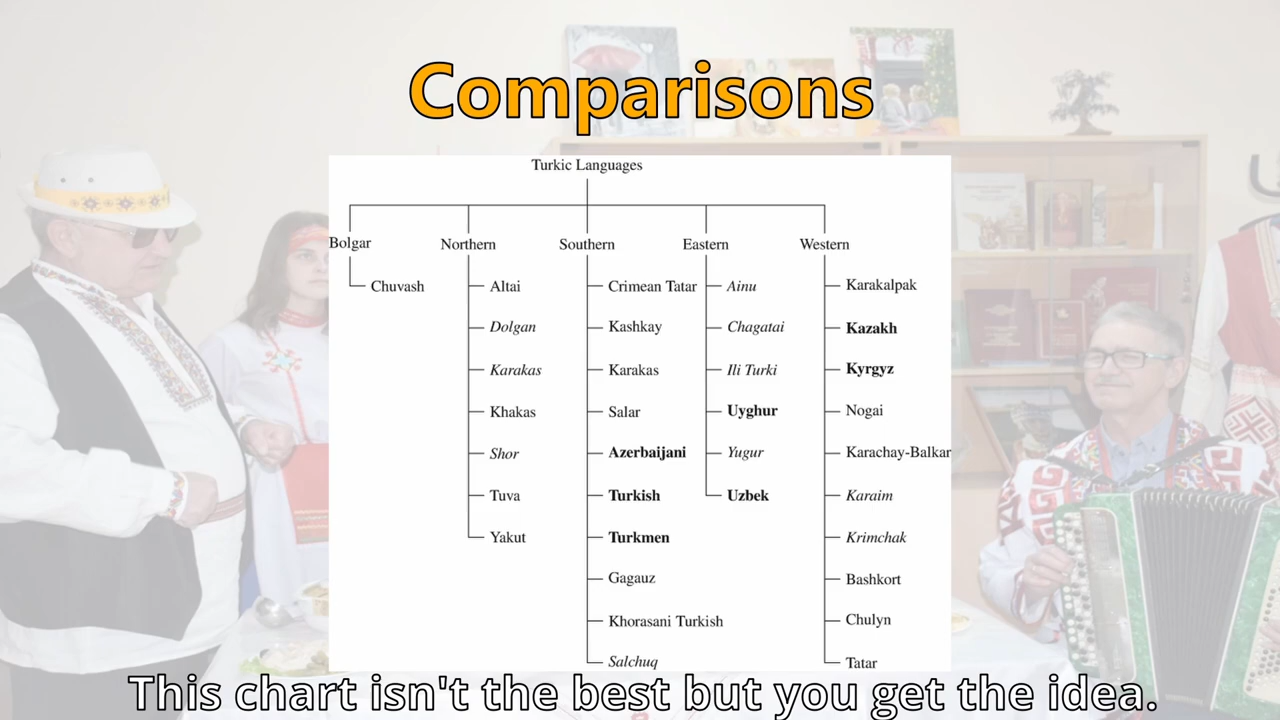 Comparisons
Turkic Languages
Bolgar
Chuvash
Northern
Altai
Dolgan
Karakas
Khakas
Shor
Tuva
Yakut
Southern
Crimean Tatar
Kashkay
Karakas
Salar
Azerbaijani
Turkish
Turkmen
Gagauz
Khorasani Turkish
Salchuq
Eastern
Ainu
Chagatai
Ili Turki
Uyghur
Yugur
Uzbek
Western
Karakalpak
Kazakh
Kyrgyz
Nogai
Karachay-Balkar
Karaim
Krimchak
Bashkort
Chulyn
Tatar
This chart isn't the best but you get the idea.